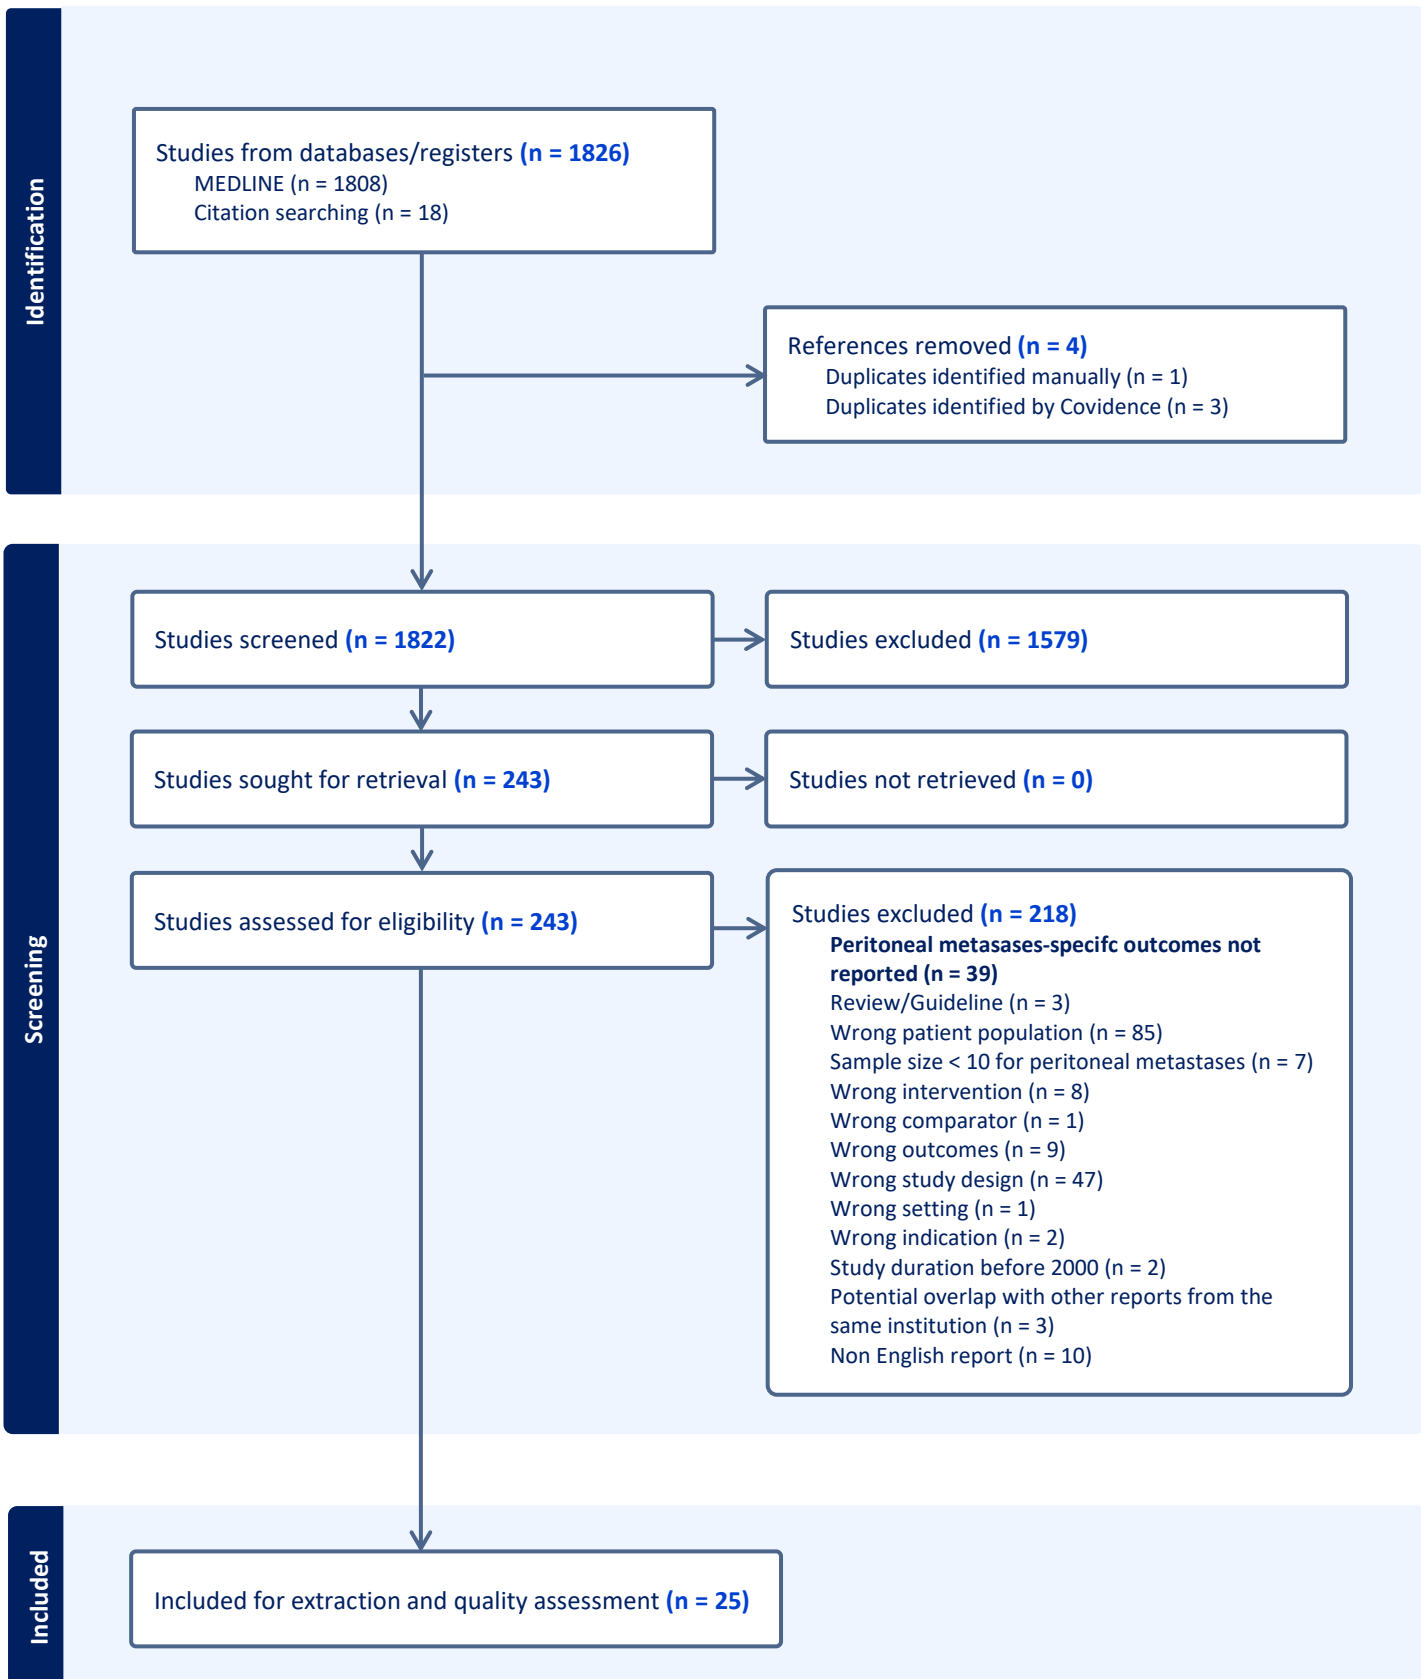 Identification
Studies from databases/registers (n = 1826)
MEDLINE (n = 1808)
Citation searching (n = 18)
References removed (n = 4)
Duplicates identified manually (n = 1)
Duplicates identified by Covidence (n = 3)
Screening
Studies screened (n = 1822)
Studies excluded (n = 1579)
Studies sought for retrieval (n = 243)
Studies not retrieved (n = 0)
Studies assessed for eligibility (n = 243)
Studies excluded (n = 218)
Peritoneal metasases-specifc outcomes not
reported (n = 39)
Review/Guideline (n = 3)
Wrong patient population (n = 85)
Sample size < 10 for peritoneal metastases (n = 7)
Wrong intervention (n = 8)
Wrong comparator (n = 1)
Wrong outcomes (n = 9)
Wrong study design (n = 47)
Wrong setting (n = 1)
Wrong indication (n = 2)
Study duration before 2000 (n = 2)
Potential overlap with other reports from the
same institution (n = 3)
Non English report (n = 10)
Included
Included for extraction and quality assessment (n = 25)